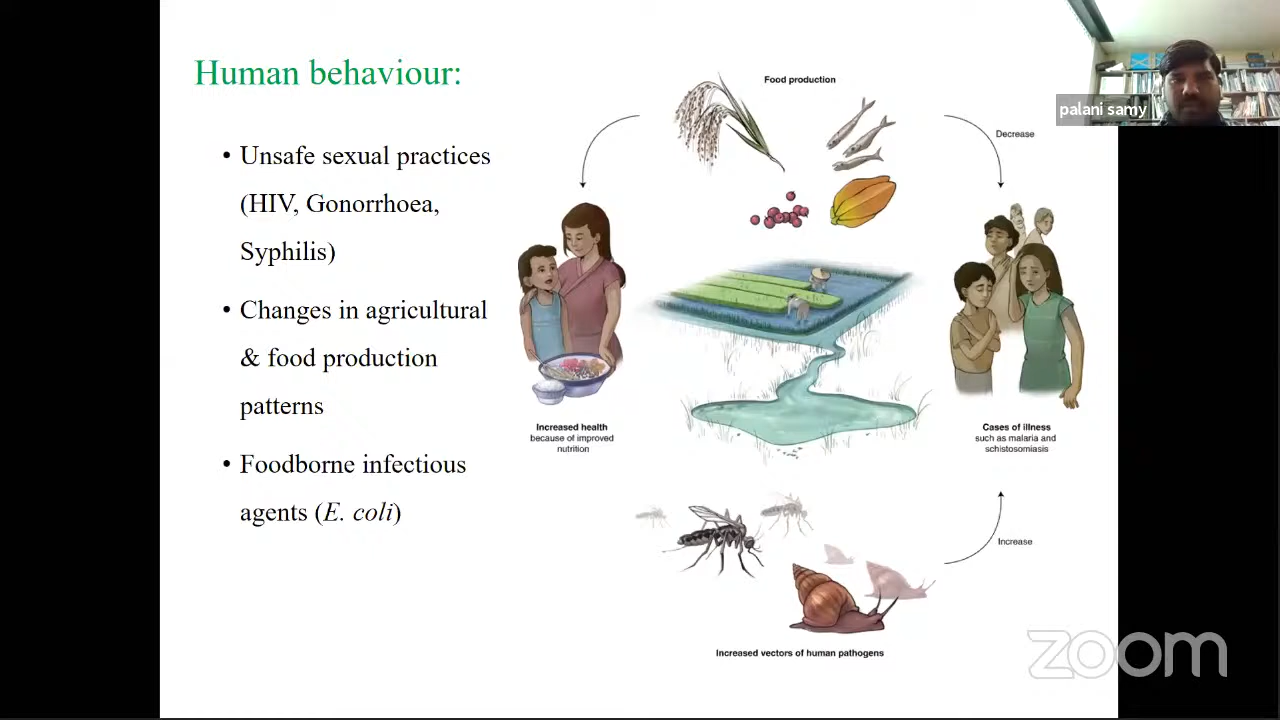 Human behaviour:
• Unsafe sexual practices
(HIV, Gonorrhoea,
Syphilis)
• Changes in agricultural
& food production
patterns
• Foodborne infectious
agents (E. coli)
Food production
Decrease
Increased health
because of improved
nutrition
Cases of illness
such as malaria and
schistosomiasis
Increase
Increased vectors of human pathogens
palani samy
zoom